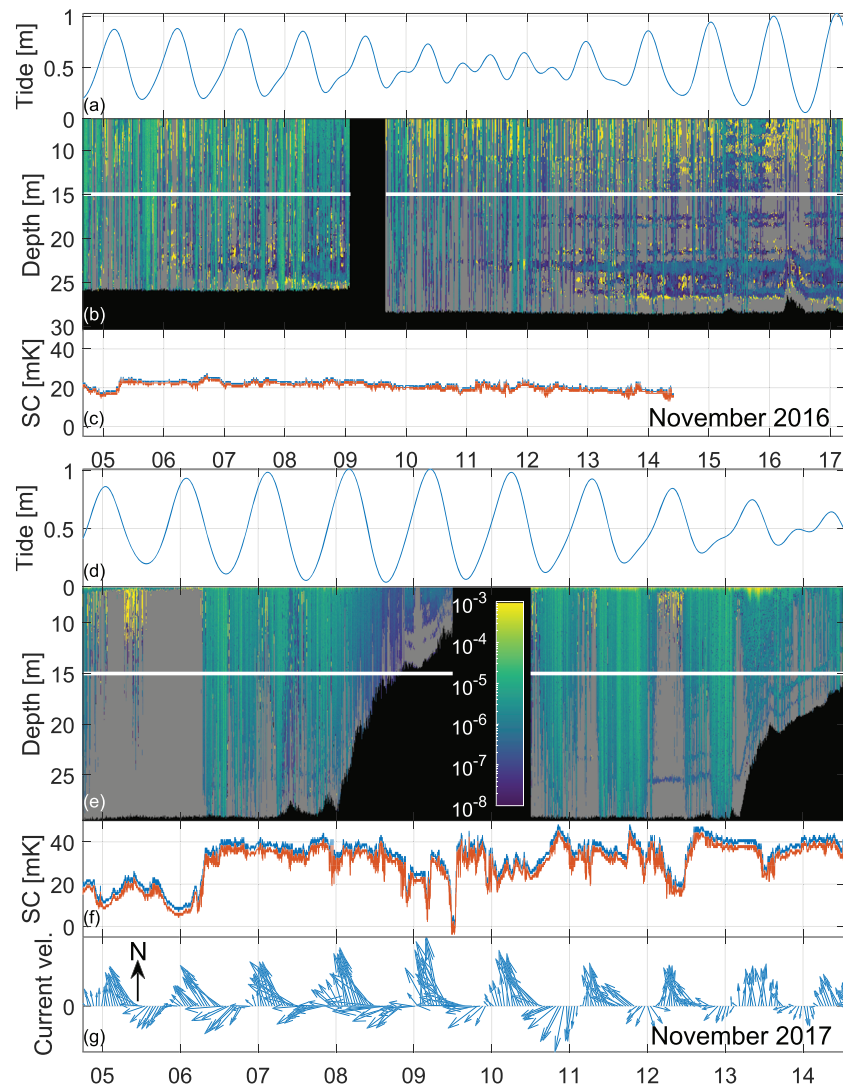 1
0.5
Tide [m]
(a)
0
10
15
20
25
30
Depth [m]
(b)
40
20
0
SC [mK]
(c)
November 2016
05 06 07 08 09 10 11 12 13 14 15 16 17
1
0.5
Tide [m]
(d)
0
10
15
20
25
Depth [m]
10⁻³
10⁻⁴
10⁻⁵
10⁻⁶
10⁻⁷
10⁻⁸
(e)
40
20
0
SC [mK]
(f)
N
0
Current vel.
(g)
November 2017
05 06 07 08 09 10 11 12 13 14